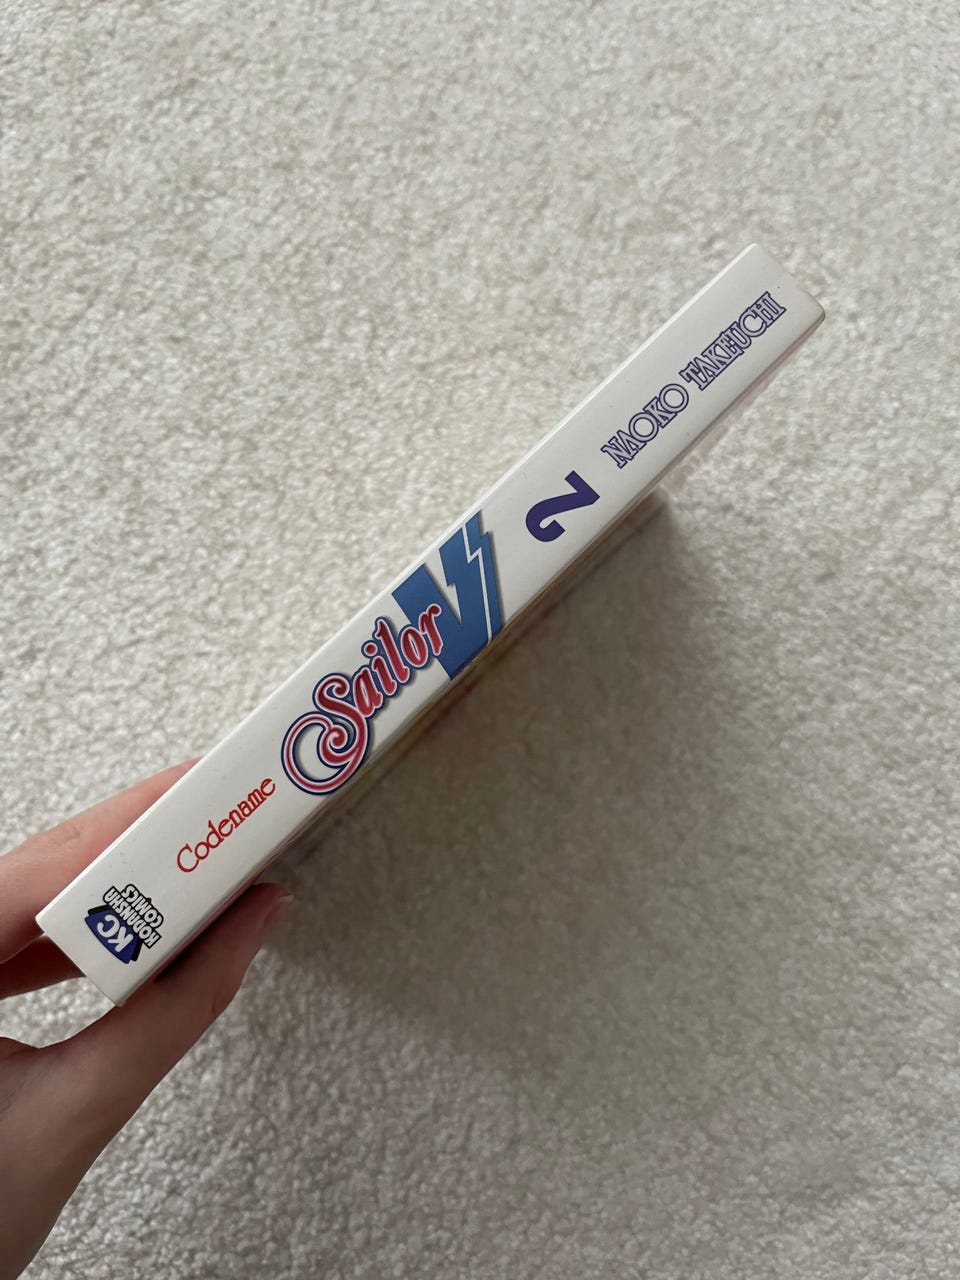 KC
KODANSHA
COMICS
Codename
Sailor V
2
NAOKO TAKEUCHI